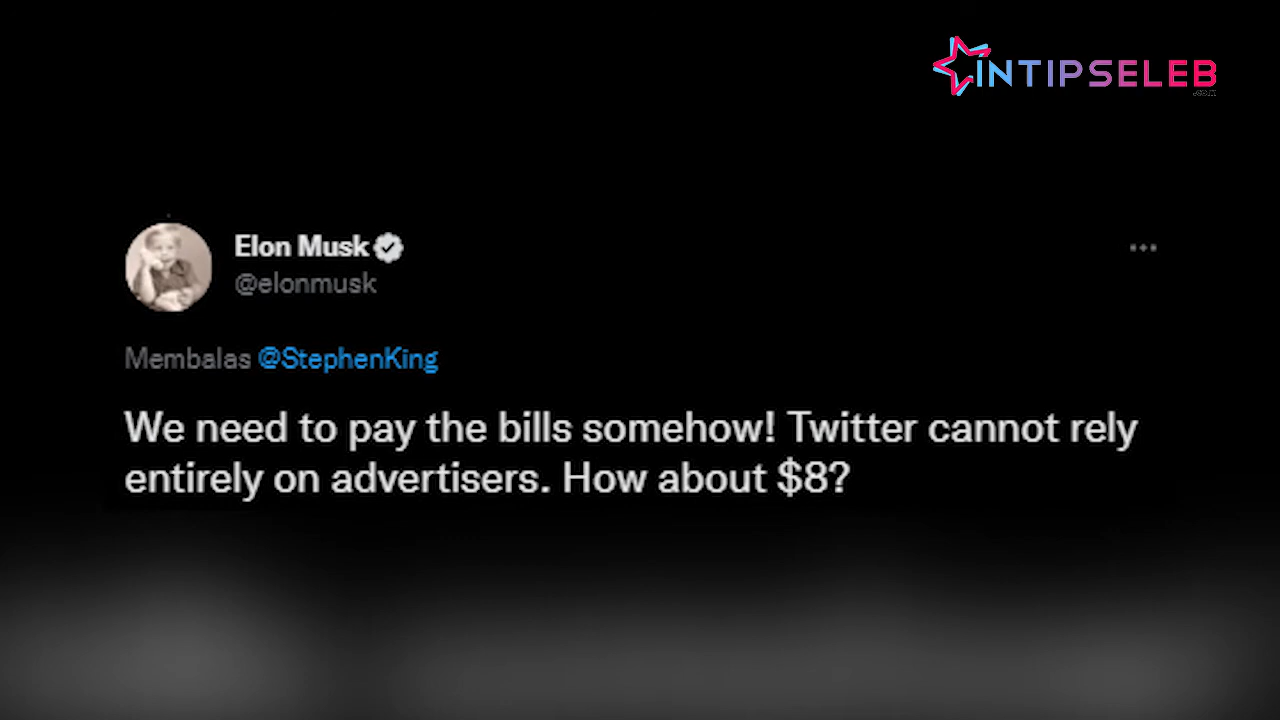 INTIPSELEB
.com
Elon Musk
@elonmusk
Membalas @StephenKing
We need to pay the bills somehow! Twitter cannot rely
entirely on advertisers. How about $8?